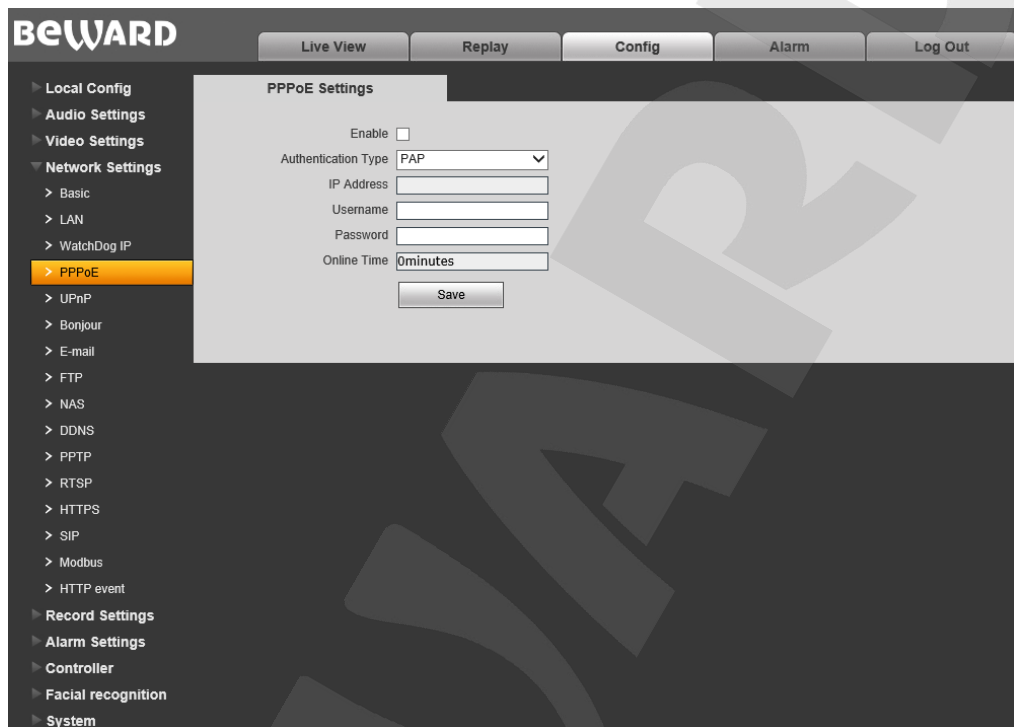 BEWARD
Live View
Replay
Config
Alarm
Log Out
Local Config
Audio Settings
Video Settings
Network Settings
> Basic
> LAN
> WatchDog IP
> PPPoE
> UPnP
> Bonjour
> E-mail
> FTP
> NAS
> DDNS
> PPTP
> RTSP
> HTTPS
> SIP
> Modbus
> HTTP event
Record Settings
Alarm Settings
Controller
Facial recognition
System
PPPoE Settings
Enable
Authentication Type PAP
IP Address
Username
Password
Online Time 0minutes
Save